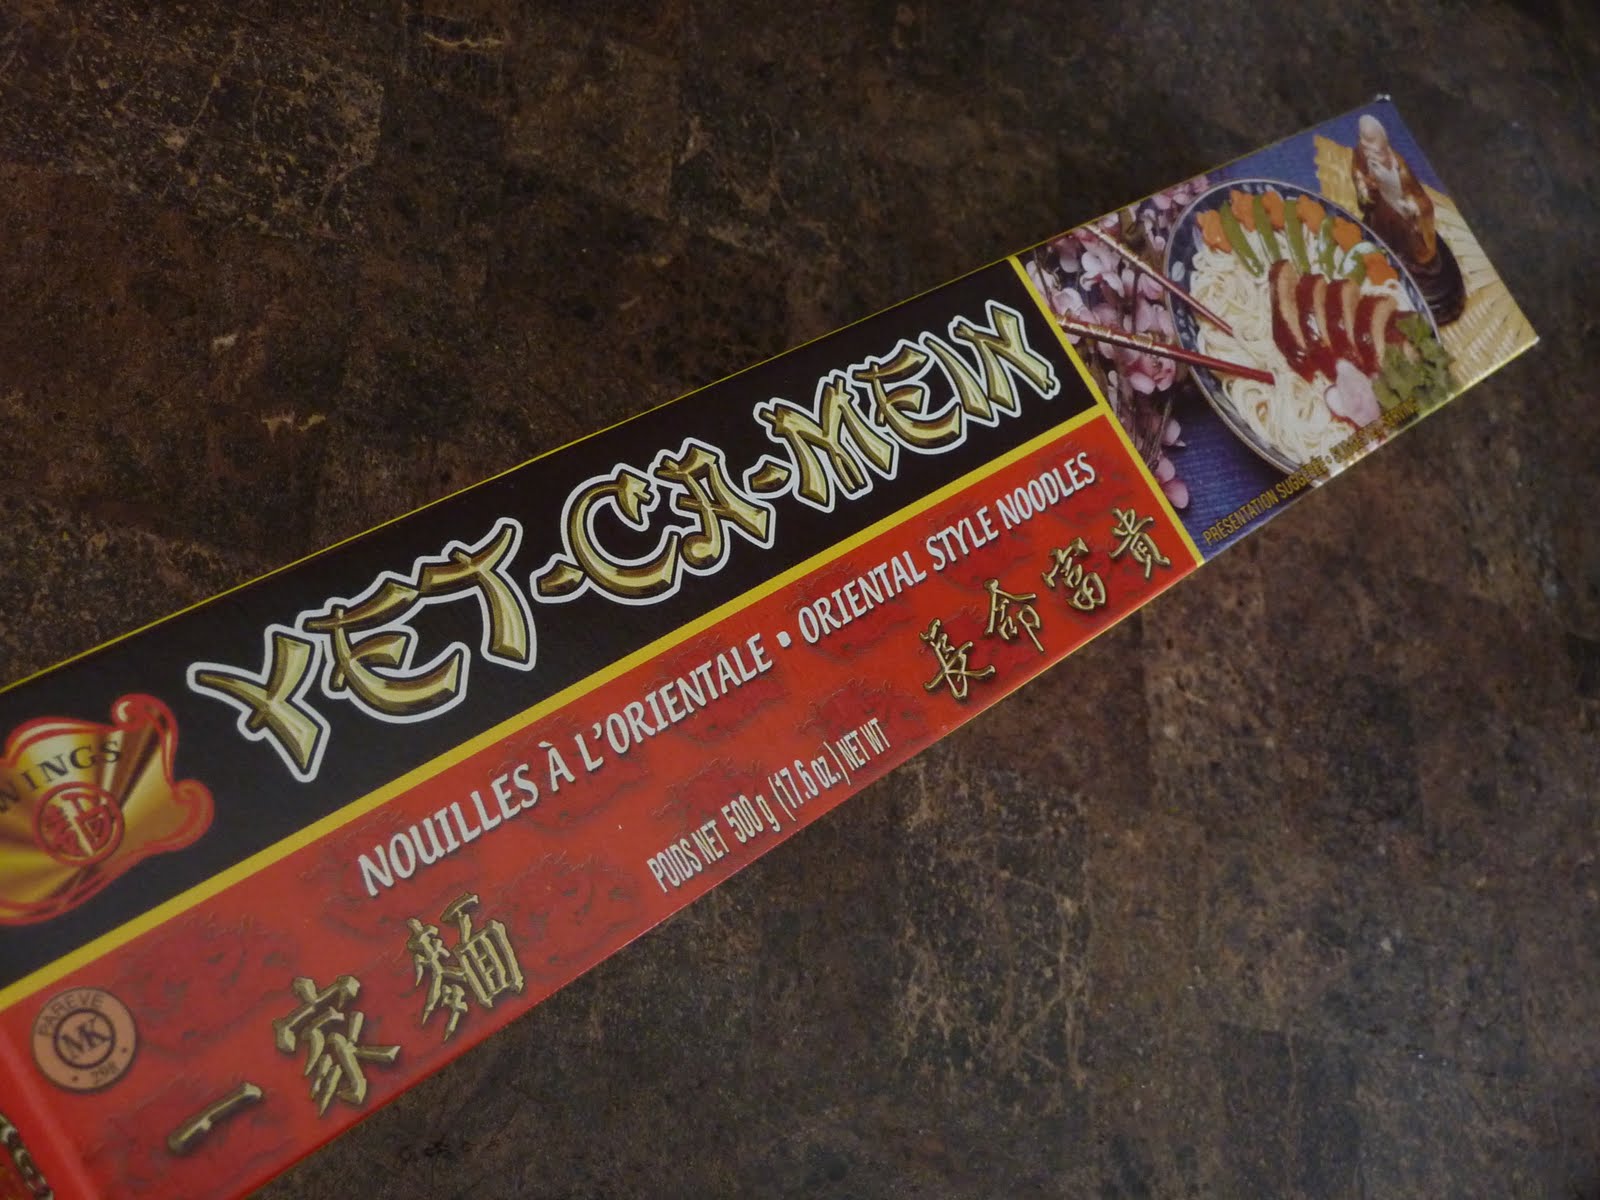 YET-CA-MEIN
WINGS
NOUILLES À L'ORIENTALE • ORIENTAL STYLE NOODLES
長命富貴
POIDS NET 500 g (17.6 oz.) NET WT
一家麵
PAREVE
MK
PRÉSENTATION SUGGÉRÉE •